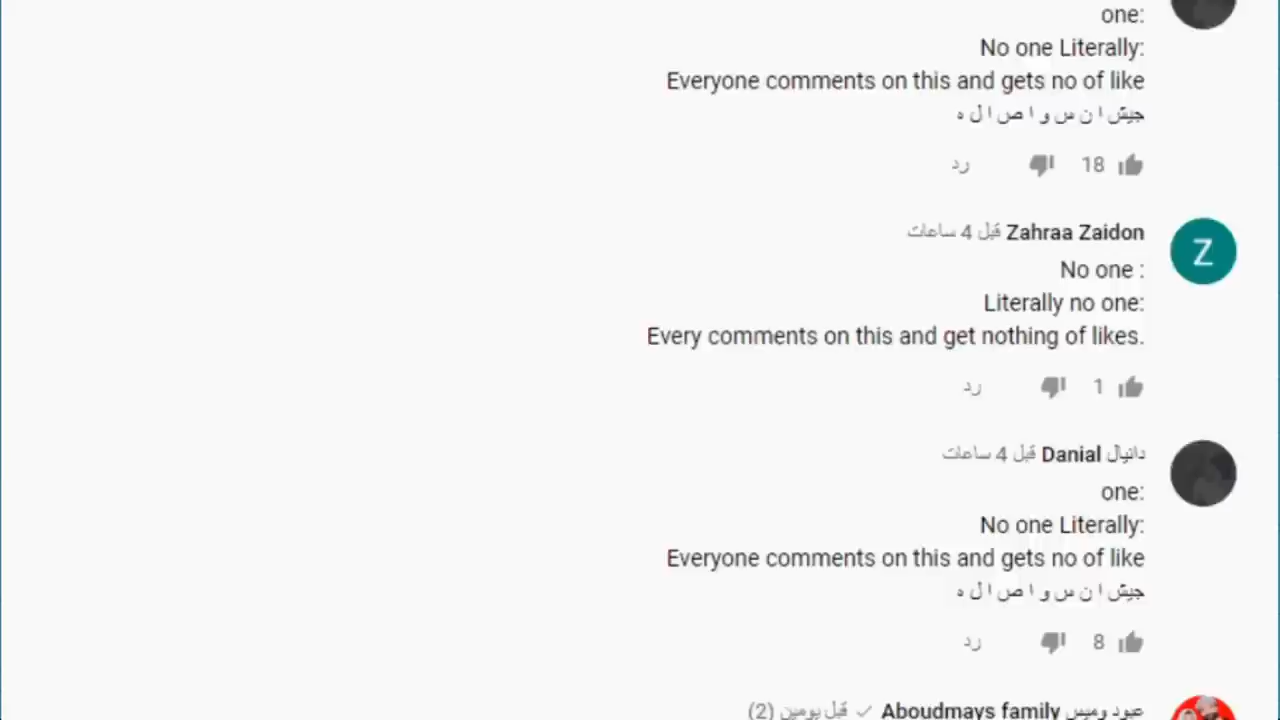 one:
No one Literally:
Everyone comments on this and gets no of like
جيش ا ن س و ا ص ا ل ه
18 رد
Zahraa Zaidon قبل 4 ساعات
Z
No one :
Literally no one:
Every comments on this and get nothing of likes.
1 رد
دانيال Danial قبل 4 ساعات
one:
No one Literally:
Everyone comments on this and gets no of like
جيش ا ن س و ا ص ا ل ه
8 رد
عبود وميس Aboudmays family قبل يومين (2)